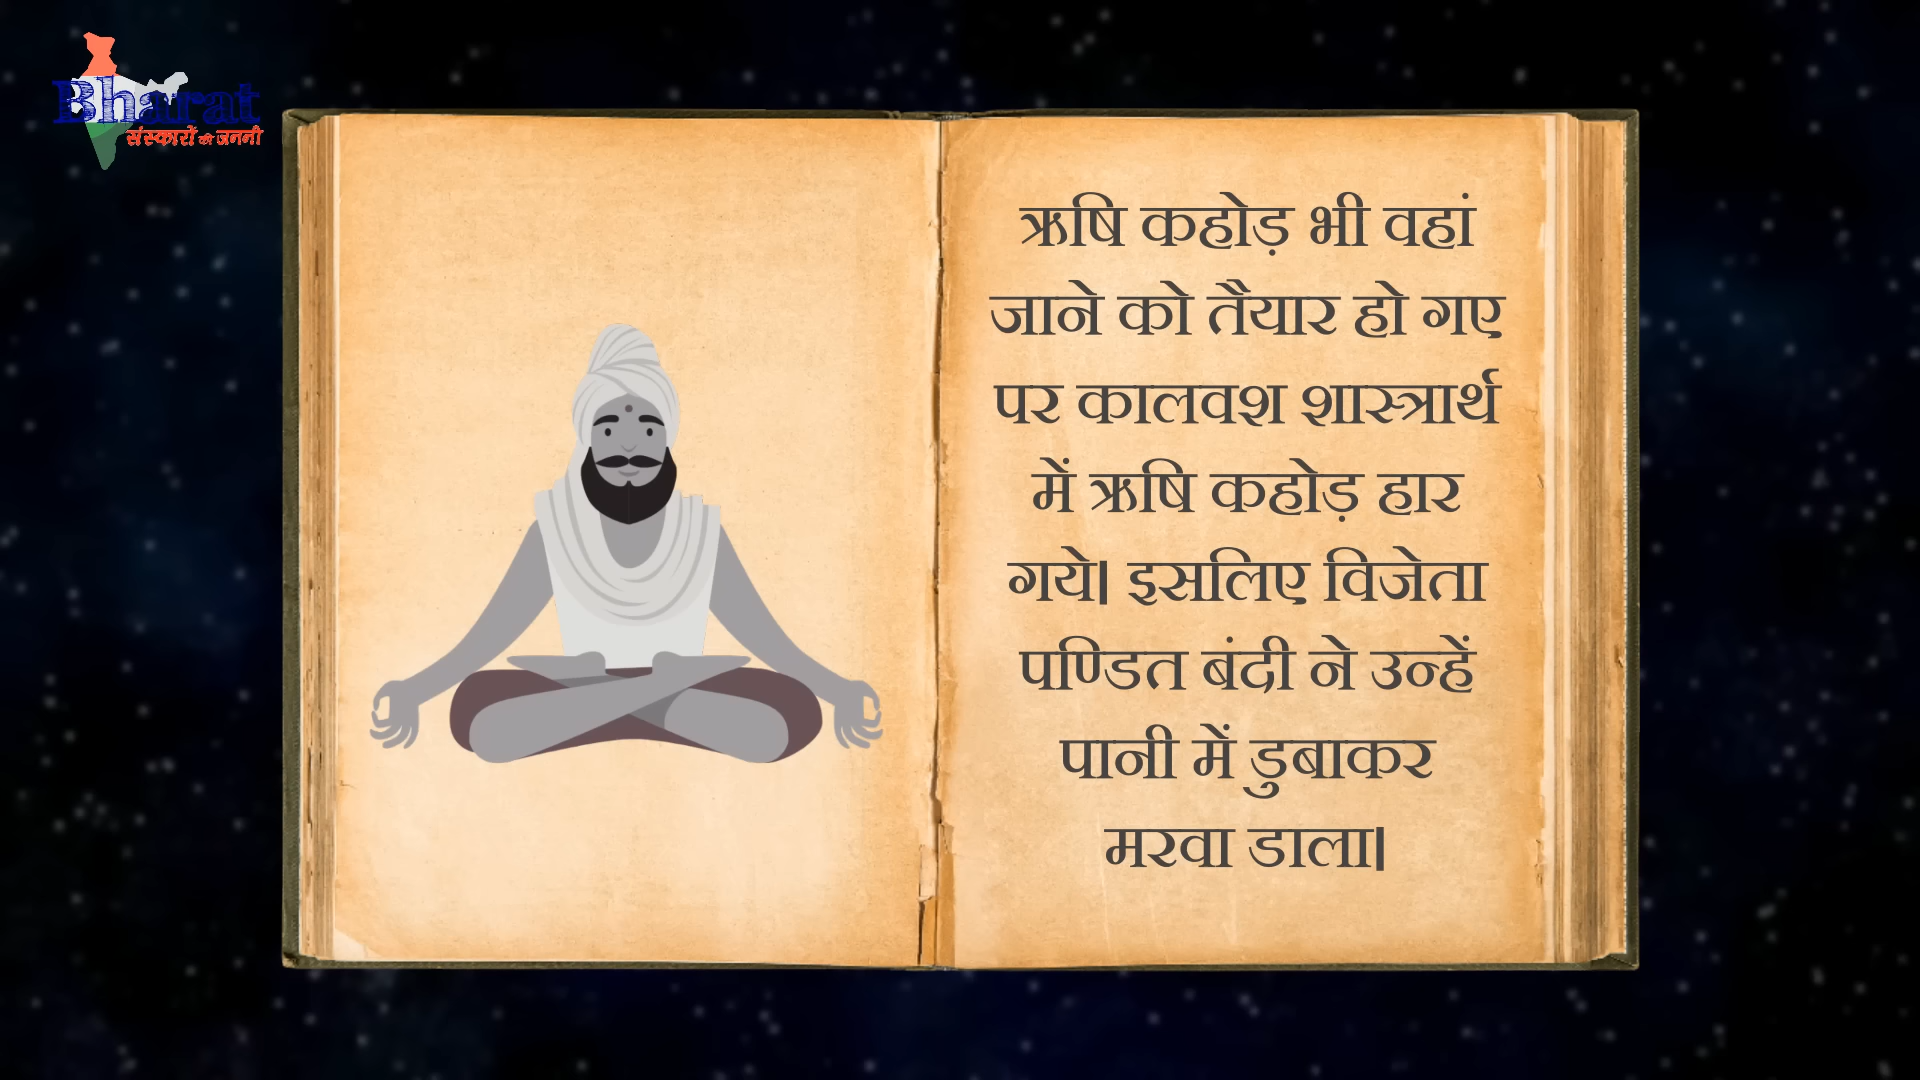 Bharat
संस्कारों की जननी
ऋषि कहोड़ भी वहां
जाने को तैयार हो गए
पर कालवश शास्त्रार्थ
में ऋषि कहोड़ हार
गये। इसलिए विजेता
पण्डित बंदी ने उन्हें
पानी में डुबाकर
मरवा डाला।